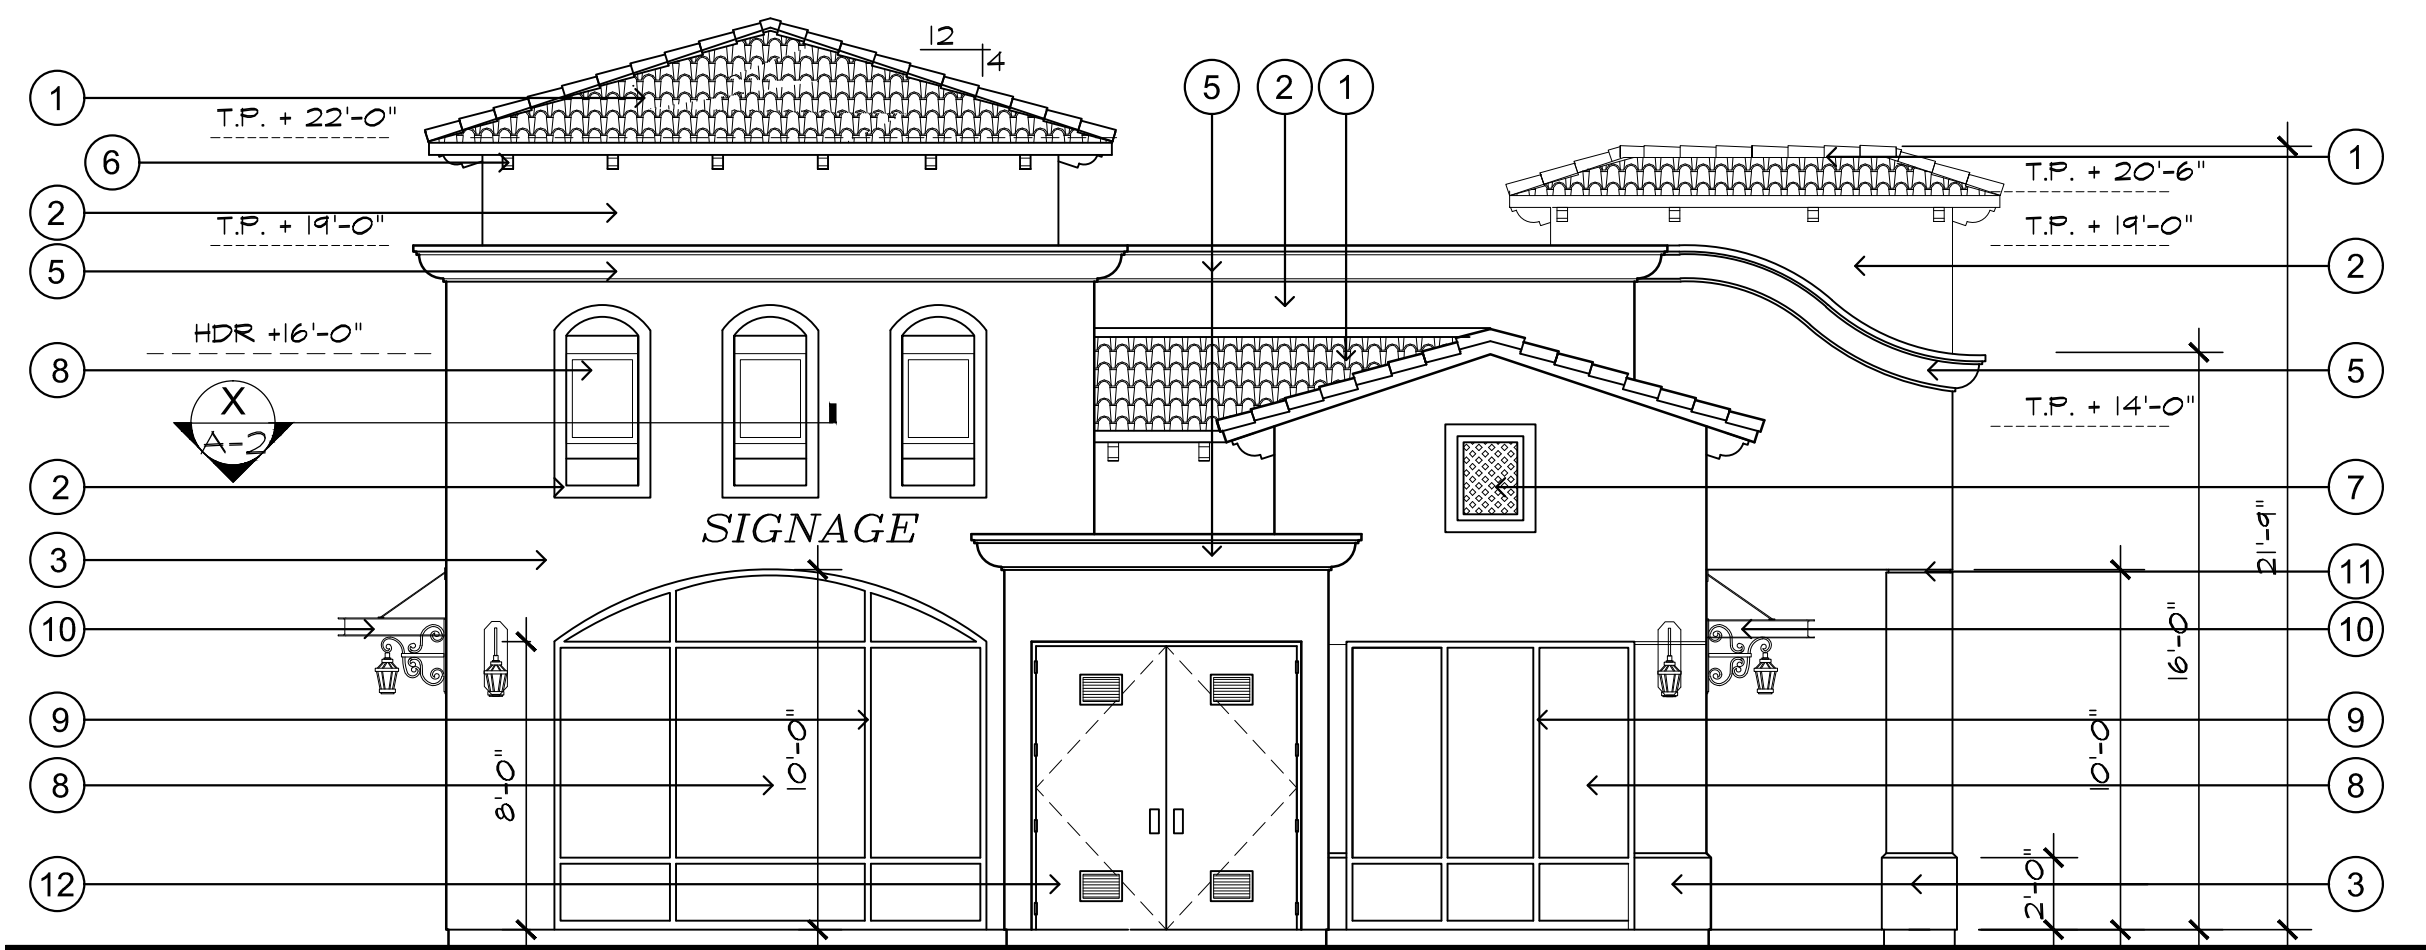 12
4
5 2 1
1
T.P. + 22'-0"
6
1
T.P. + 20'-6"
2
T.P. + 19'-0"
T.P. + 19'-0"
5
2
HDR +16'-0"
8
5
X
A-2
T.P. + 14'-0"
2
7
SIGNAGE
21'-9"
3
11
10
10
16'-0"
9
10'-0"
10'-0"
9
8
8'-0"
8
12
2'-0"
3